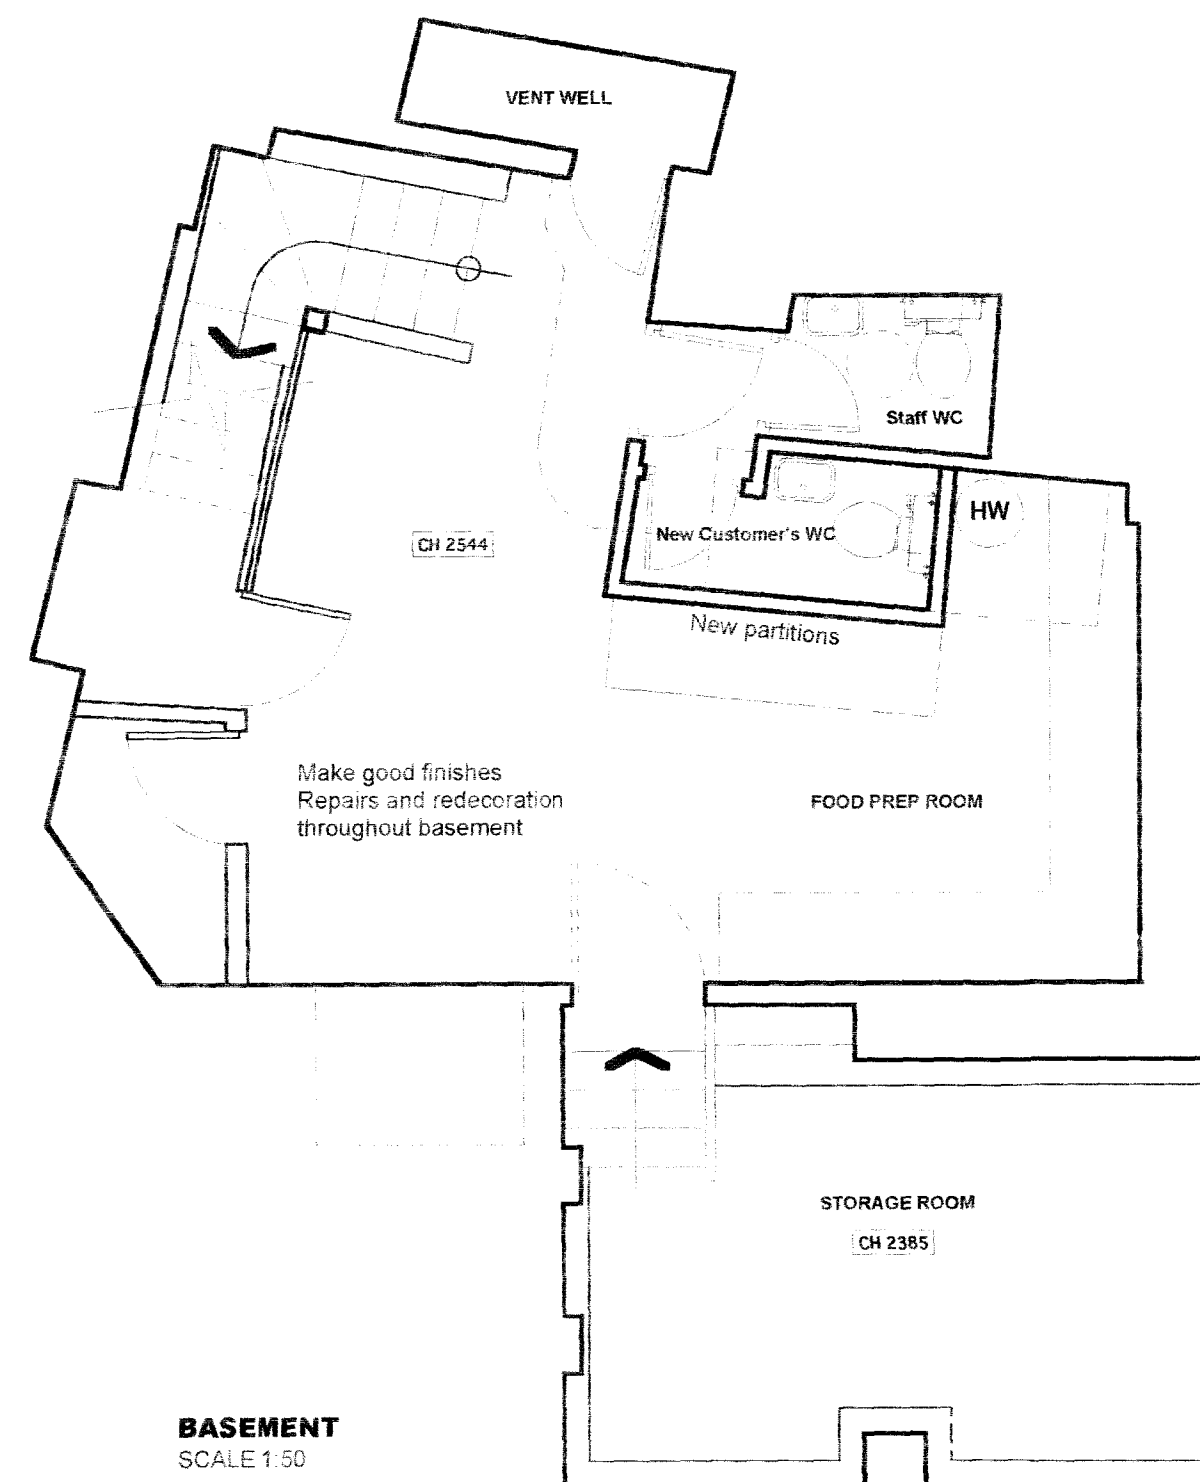 VENT WELL
Staff WC
HW
New Customer's WC
CH 2544
New partitions
Make good finishes
Repairs and redecoration
throughout basement
FOOD PREP ROOM
STORAGE ROOM
CH 2385
BASEMENT
SCALE 1:50